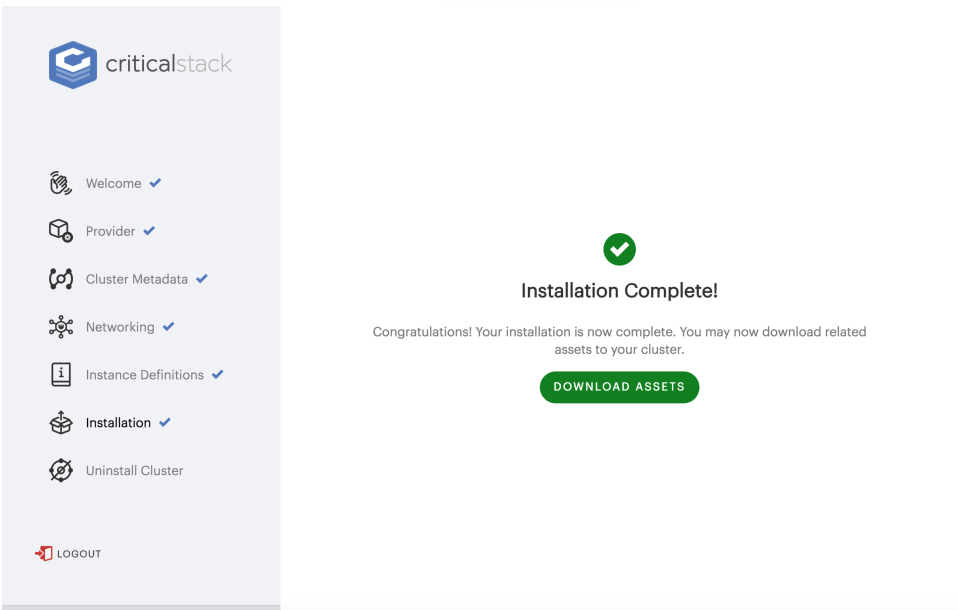 criticalstack
Welcome
Provider
Cluster Metadata
Networking
Instance Definitions
Installation
Uninstall Cluster
LOGOUT
Installation Complete!
Congratulations! Your installation is now complete. You may now download related
assets to your cluster.
DOWNLOAD ASSETS